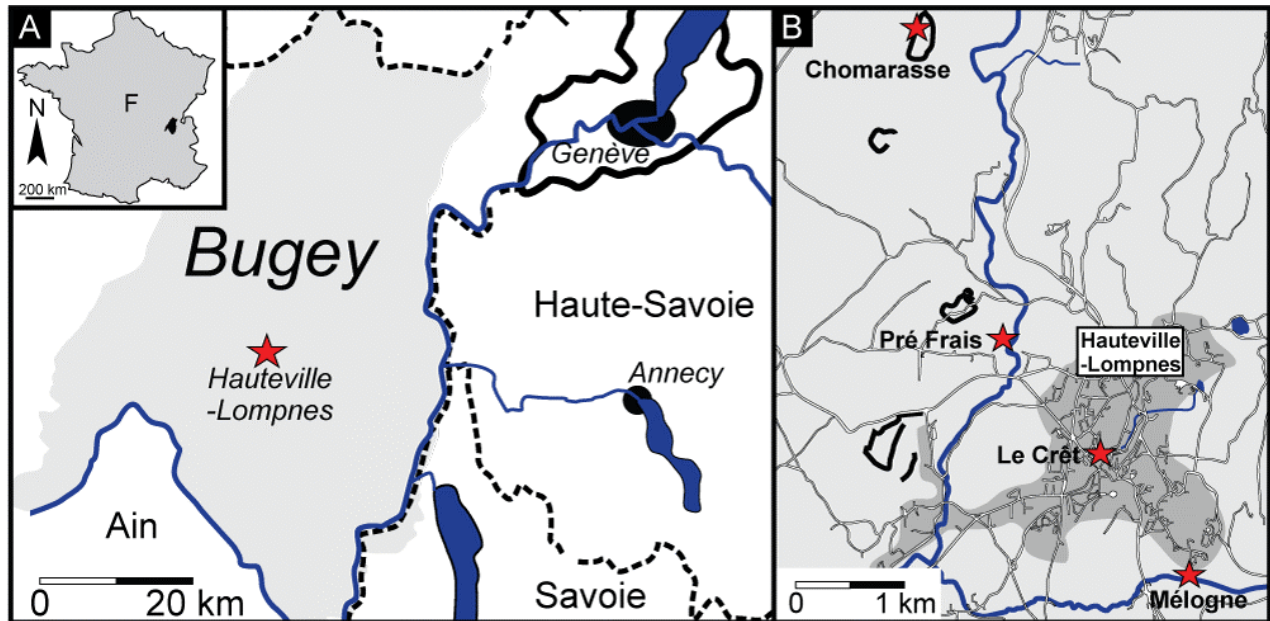 A
F
N
200 km
Genève
Bugey
Haute-Savoie
Hauteville
-Lompnes
Annecy
Ain
Savoie
0 20 km
B
Chomarasse
Pré Frais
Hauteville
-Lompnes
Le Crêt
Mélogne
0 1 km